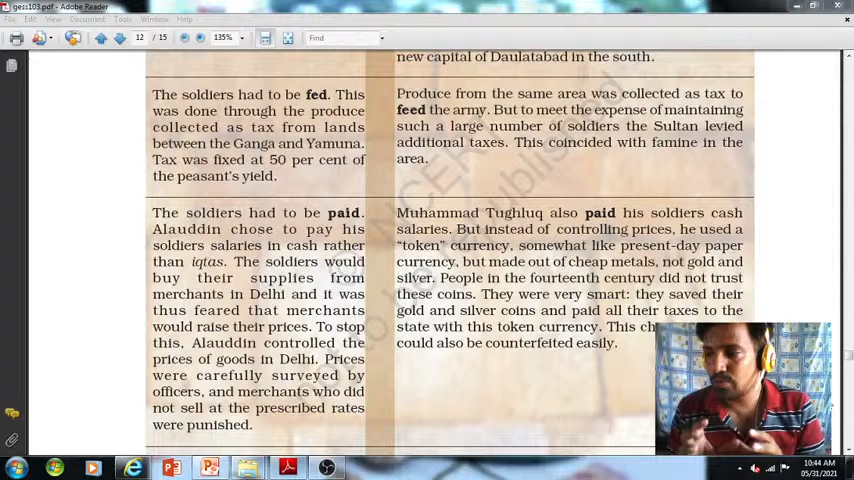 gess103.pdf - Adobe Reader
File Edit View Document Tools Window Help
12 / 15 135% Find
new capital of Daulatabad in the south.
The soldiers had to be fed. This
was done through the produce
collected as tax from lands
between the Ganga and Yamuna.
Tax was fixed at 50 per cent of
the peasant's yield.
Produce from the same area was collected as tax to
feed the army. But to meet the expense of maintaining
such a large number of soldiers the Sultan levied
additional taxes. This coincided with famine in the
area.
The soldiers had to be paid.
Alauddin chose to pay his
soldiers salaries in cash rather
than iqtas. The soldiers would
buy their supplies from
merchants in Delhi and it was
thus feared that merchants
would raise their prices. To stop
this, Alauddin controlled the
prices of goods in Delhi. Prices
were carefully surveyed by
officers, and merchants who did
not sell at the prescribed rates
were punished.
Muhammad Tughluq also paid his soldiers cash
salaries. But instead of controlling prices, he used a
“token” currency, somewhat like present-day paper
currency, but made out of cheap metals, not gold and
silver. People in the fourteenth century did not trust
these coins. They were very smart: they saved their
gold and silver coins and paid all their taxes to the
state with this token currency. This
could also be counterfeited easily.
© NCERT
not to be republished
10:44 AM
05/31/2021